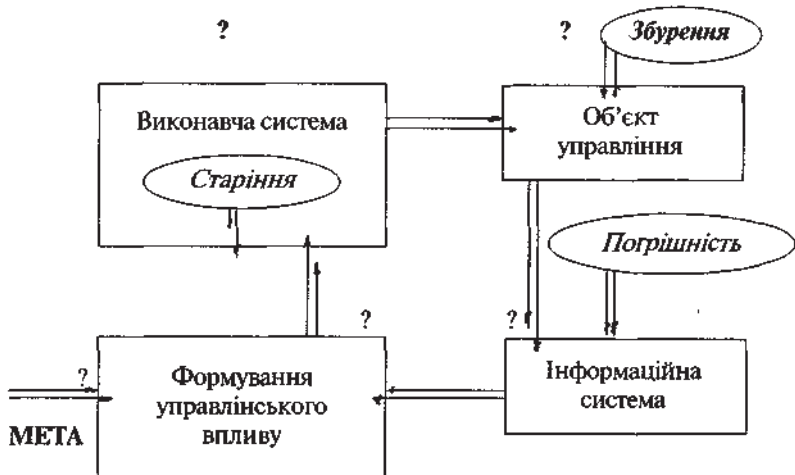 ?
?
Збурення
Виконавча система
Об’єкт
управління
Старіння
Погрішність
?
?
?
Формування
управлінського
впливу
Інформаційна
система
МЕТА